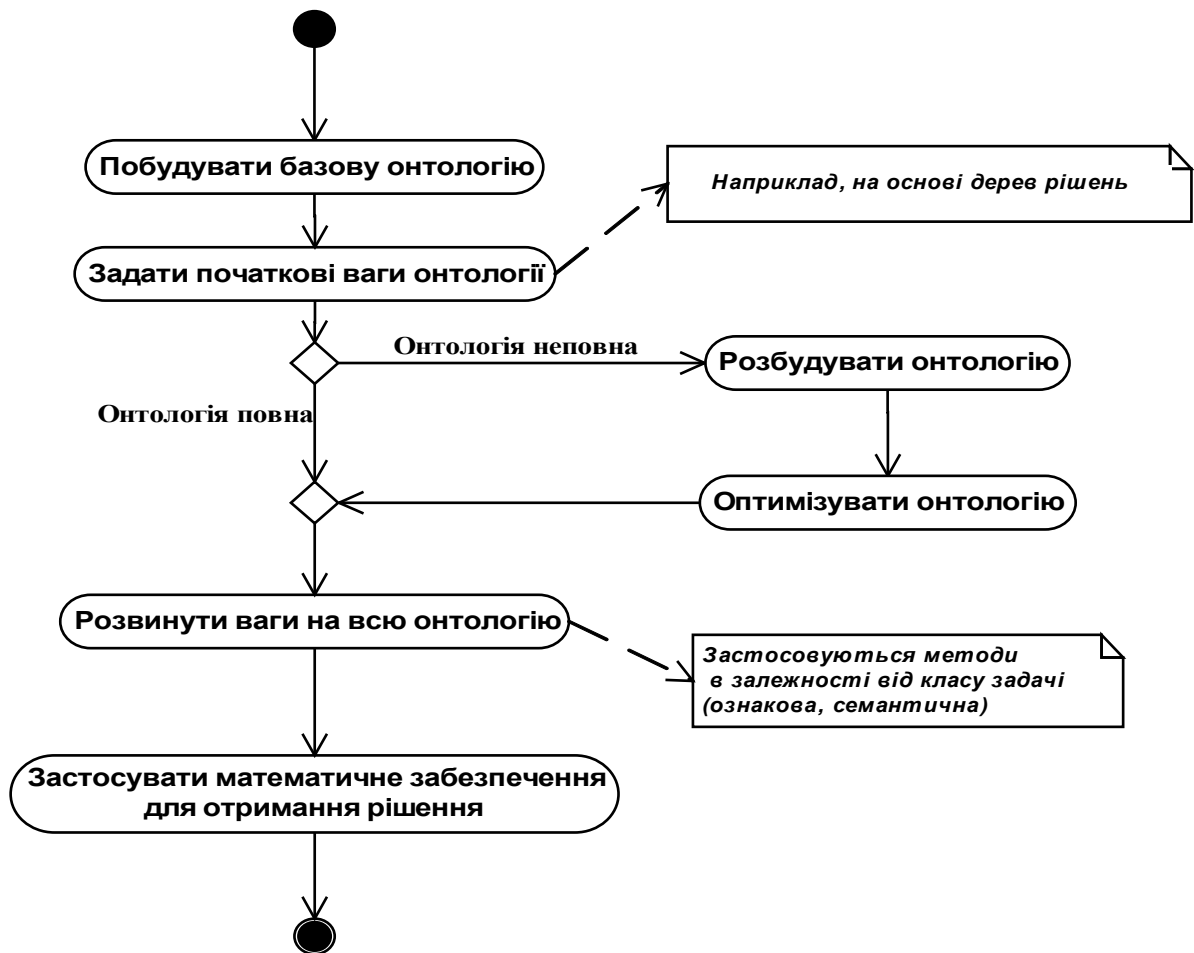 Побудувати базову онтологію
Наприклад, на основі дерев рішень
Задати початкові ваги онтології
Онтологія неповна
Розбудувати онтологію
Онтологія повна
Оптимізувати онтологію
Розвинути ваги на всю онтологію
Застосовуються методи
в залежності від класу задачі
(ознакова, семантична)
Застосувати математичне забезпечення
для отримання рішення